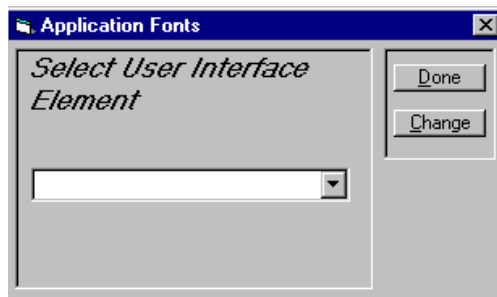 Application Fonts
Select User Interface
Element
Done
Change